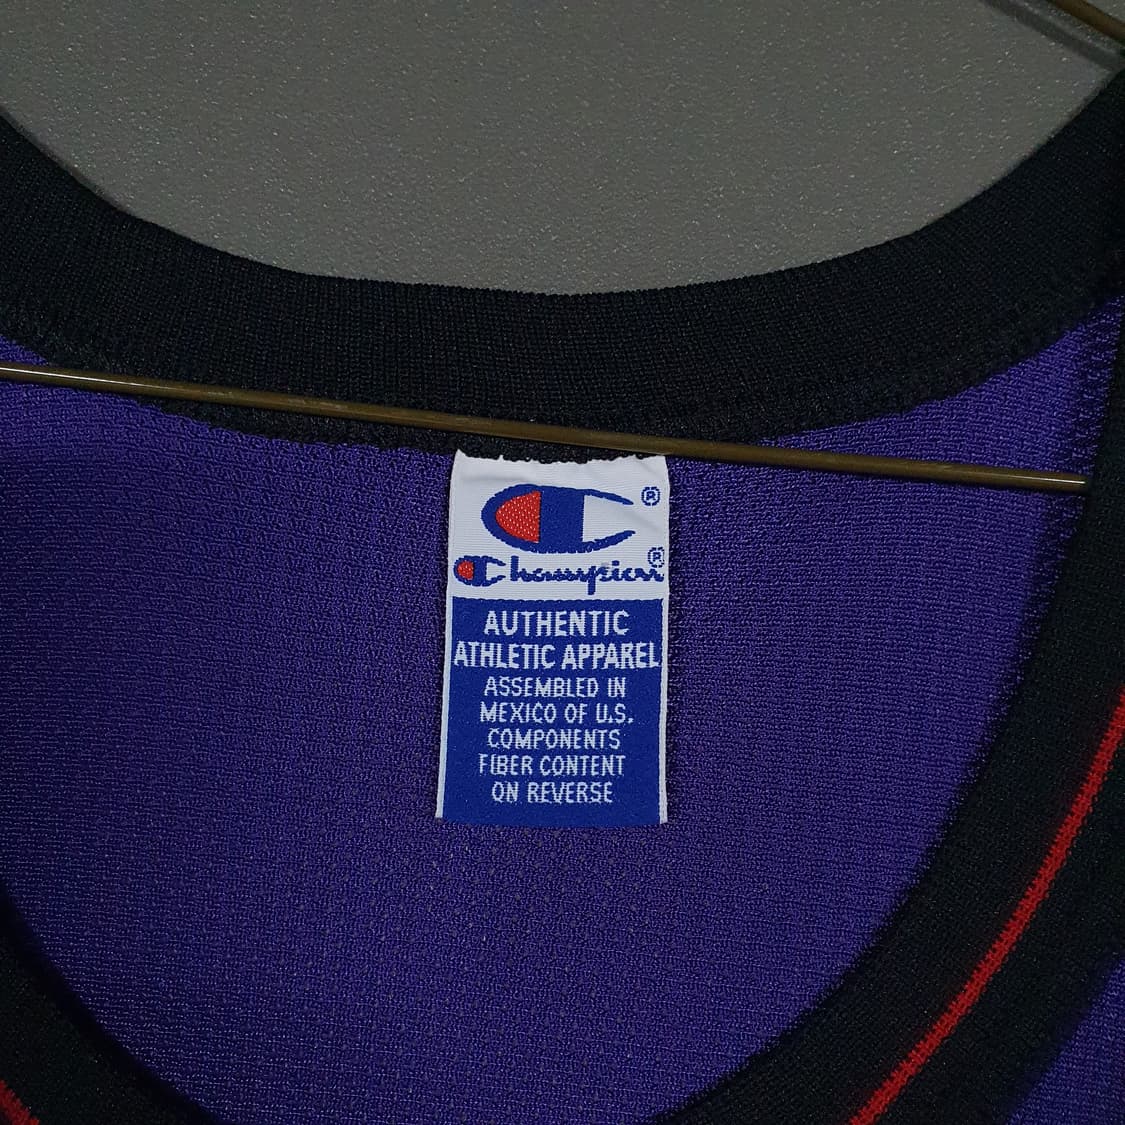 ®
Champion®
AUTHENTIC
ATHLETIC APPAREL
ASSEMBLED IN
MEXICO OF U.S.
COMPONENTS
FIBER CONTENT
ON REVERSE